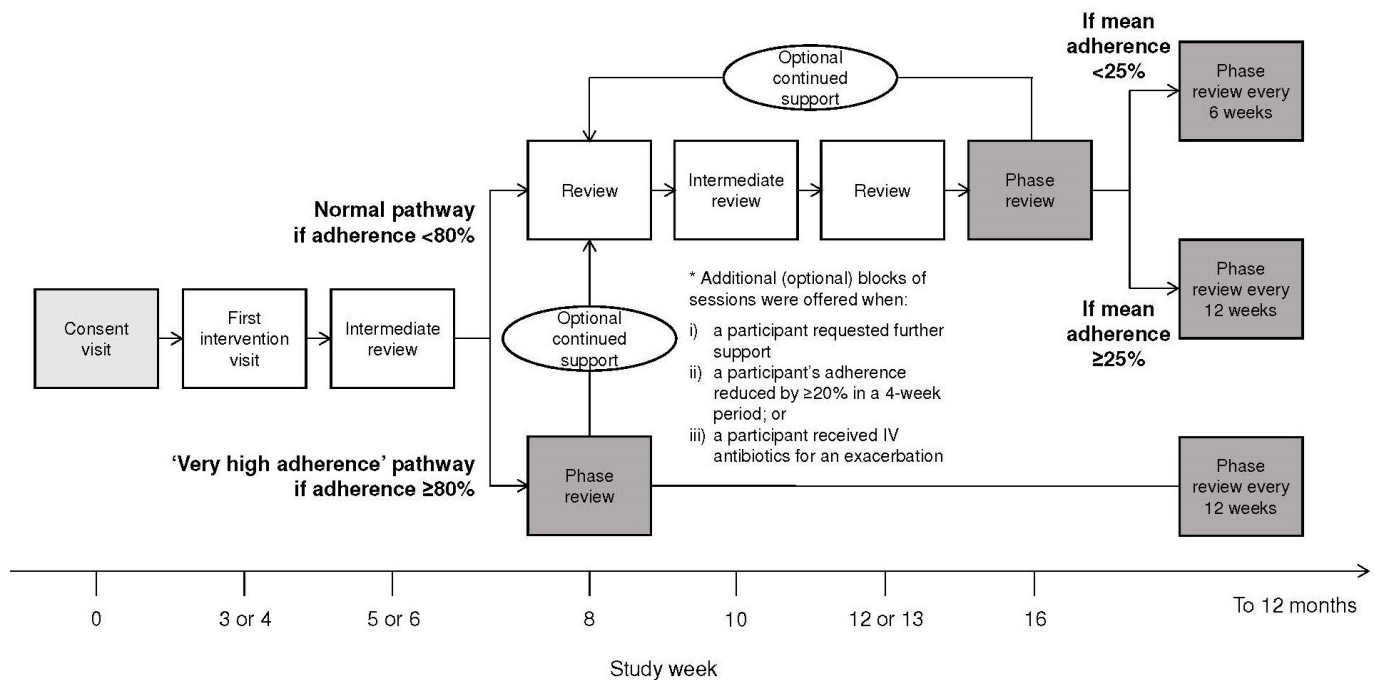 If mean
adherence
<25%
Optional
continued
support
Phase
review every
6 weeks
Normal pathway
if adherence <80%
Review
Intermediate
review
Review
Phase
review
Consent
visit
First
intervention
visit
Intermediate
review
Optional
continued
support
* Additional (optional) blocks of
sessions were offered when:
i) a participant requested further
support
ii) a participant's adherence
reduced by ≥20% in a 4-week
period; or
iii) a participant received IV
antibiotics for an exacerbation
If mean
adherence
≥25%
Phase
review every
12 weeks
‘Very high adherence’ pathway
if adherence ≥80%
Phase
review
Phase
review every
12 weeks
0
3 or 4
5 or 6
8
10
12 or 13
16
To 12 months
Study week